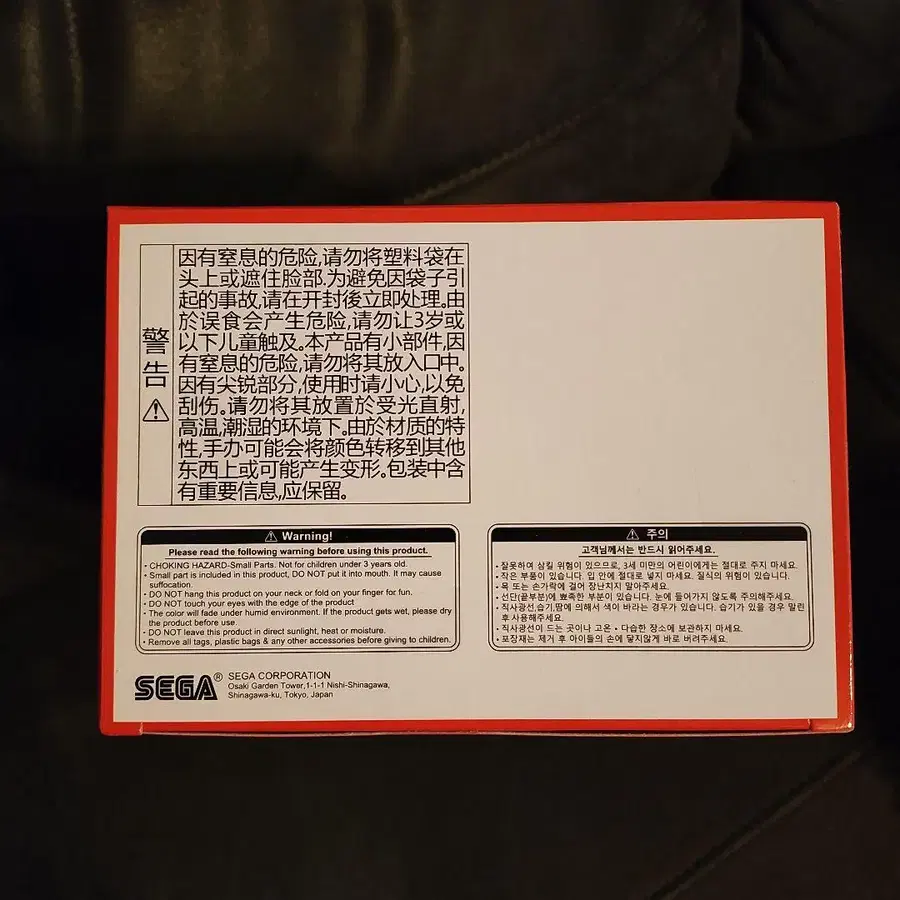 警告⚠
因有窒息的危险,请勿将塑料袋在
头上或遮住脸部.为避免因袋子引
起的事故,请在开封後立即处理。由
於误食会产生危险,请勿让3岁或
以下儿童触及。本产品有小部件,因
有窒息的危险,请勿将其放入口中。
因有尖锐部分,使用时请小心,以免
刮伤。请勿将其放置於受光直射,
高温,潮湿的环境下。由於材质的特
性,手办可能会将颜色转移到其他
东西上或可能产生变形。包装中含
有重要信息,应保留。
⚠ Warning!
Please read the following warning before using this product.
• CHOKING HAZARD-Small Parts. Not for children under 3 years old.
• Small part is included in this product, DO NOT put it into mouth. It may cause
suffocation.
• DO NOT hang this product on your neck or fold on your finger for fun.
• DO NOT touch your eyes with the edge of the product
• The color will fade under humid environment. If the product gets wet, please dry
the product before use.
• DO NOT leave this product in direct sunlight, heat or moisture.
• Remove all tags, plastic bags & any other accessories before giving to children.
⚠ 주의
고객님께서는 반드시 읽어주세요.
• 잘못하여 삼킬 위험이 있으므로, 3세 미만의 어린이에게는 절대로 주지 마세요.
• 작은 부품이 있습니다. 입 안에 절대로 넣지 마세요. 질식의 위험이 있습니다.
• 목 또는 손가락에 걸어 장난치지 말아주세요.
• 선단(끝부분)에 뾰족한 부분이 있습니다. 눈에 들어가지 않도록 주의해주세요.
• 직사광선,습기,땀에 의해서 색이 바라는 경우가 있습니다. 습기가 있을 경우 말린
후 사용해주세요.
• 직사광선이 드는 곳이나 고온・다습한 장소에 보관하지 마세요.
• 포장재는 제거 후 아이들의 손에 닿지않게 바로 버려주세요.
SEGA®
SEGA CORPORATION
Osaki Garden Tower,1-1-1 Nishi-Shinagawa,
Shinagawa-ku, Tokyo, Japan